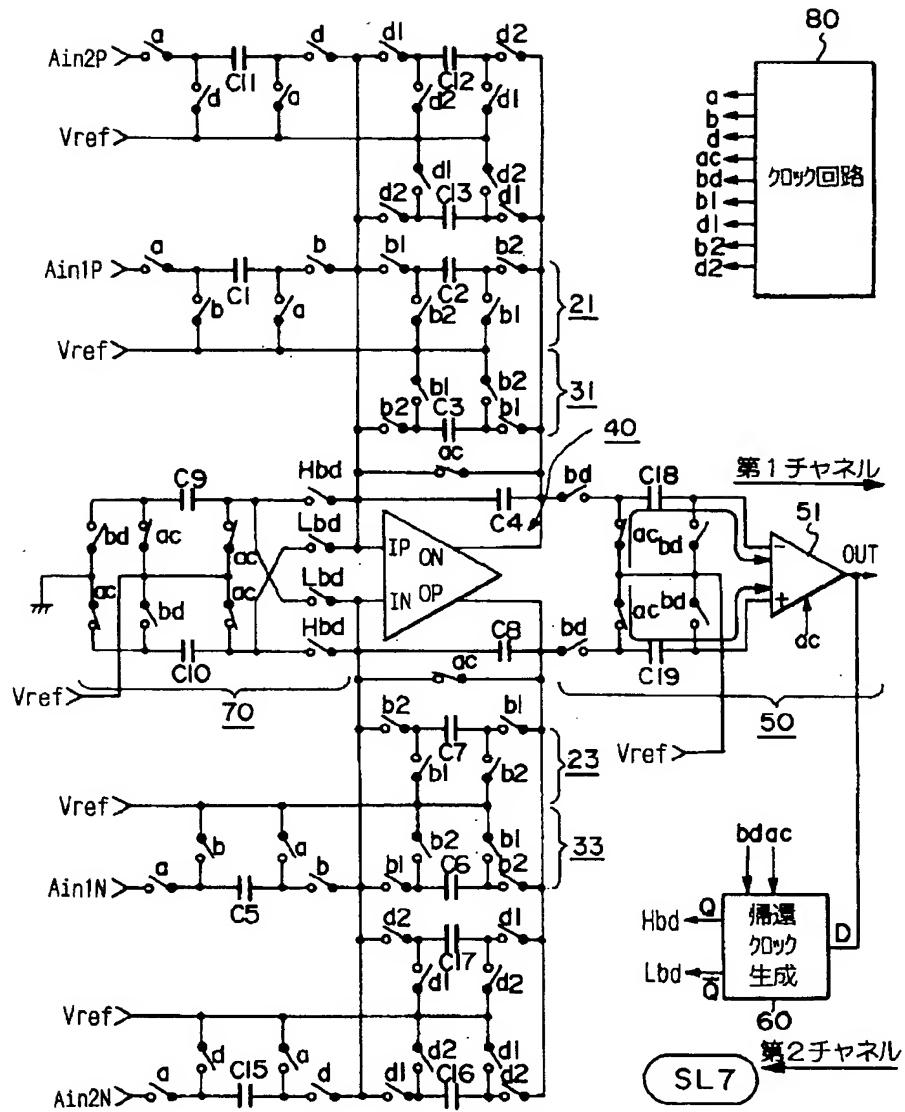 80
a d d1 d2
Ain2P C11 C12
d a d2 d1
Vref
d1 d2
d2 C13 d1
a
b
d
ac
bd
b1
d1
b2
d2
クロック回路
a b b1 b2
Ain1P C1 C2
b a b2 b1 21
Vref
b1 b2 31
b2 C3 b1
ac 40
C9 Hbd bd C18 第1チャネル
C4 51
bd ac ac Lbd IP ON ac bd - OUT
ac bd ac Lbd IN OP ac bd +
C10 Hbd C8 bd C19 ac
Vref 70 ac 50
b2 C7 b1 Vref
b1 b2 23
Vref
b a b2 b1 33
a b b1 C6 b2
Ain1N C5
bd ac
d2 C17 d1
d1 d2
Hbd Q 帰還 D
クロック
Lbd Q̄ 生成
60
Vref
d a d2 d1
第2チャネル
a d d1 C16 d2
Ain2N C15
SL7